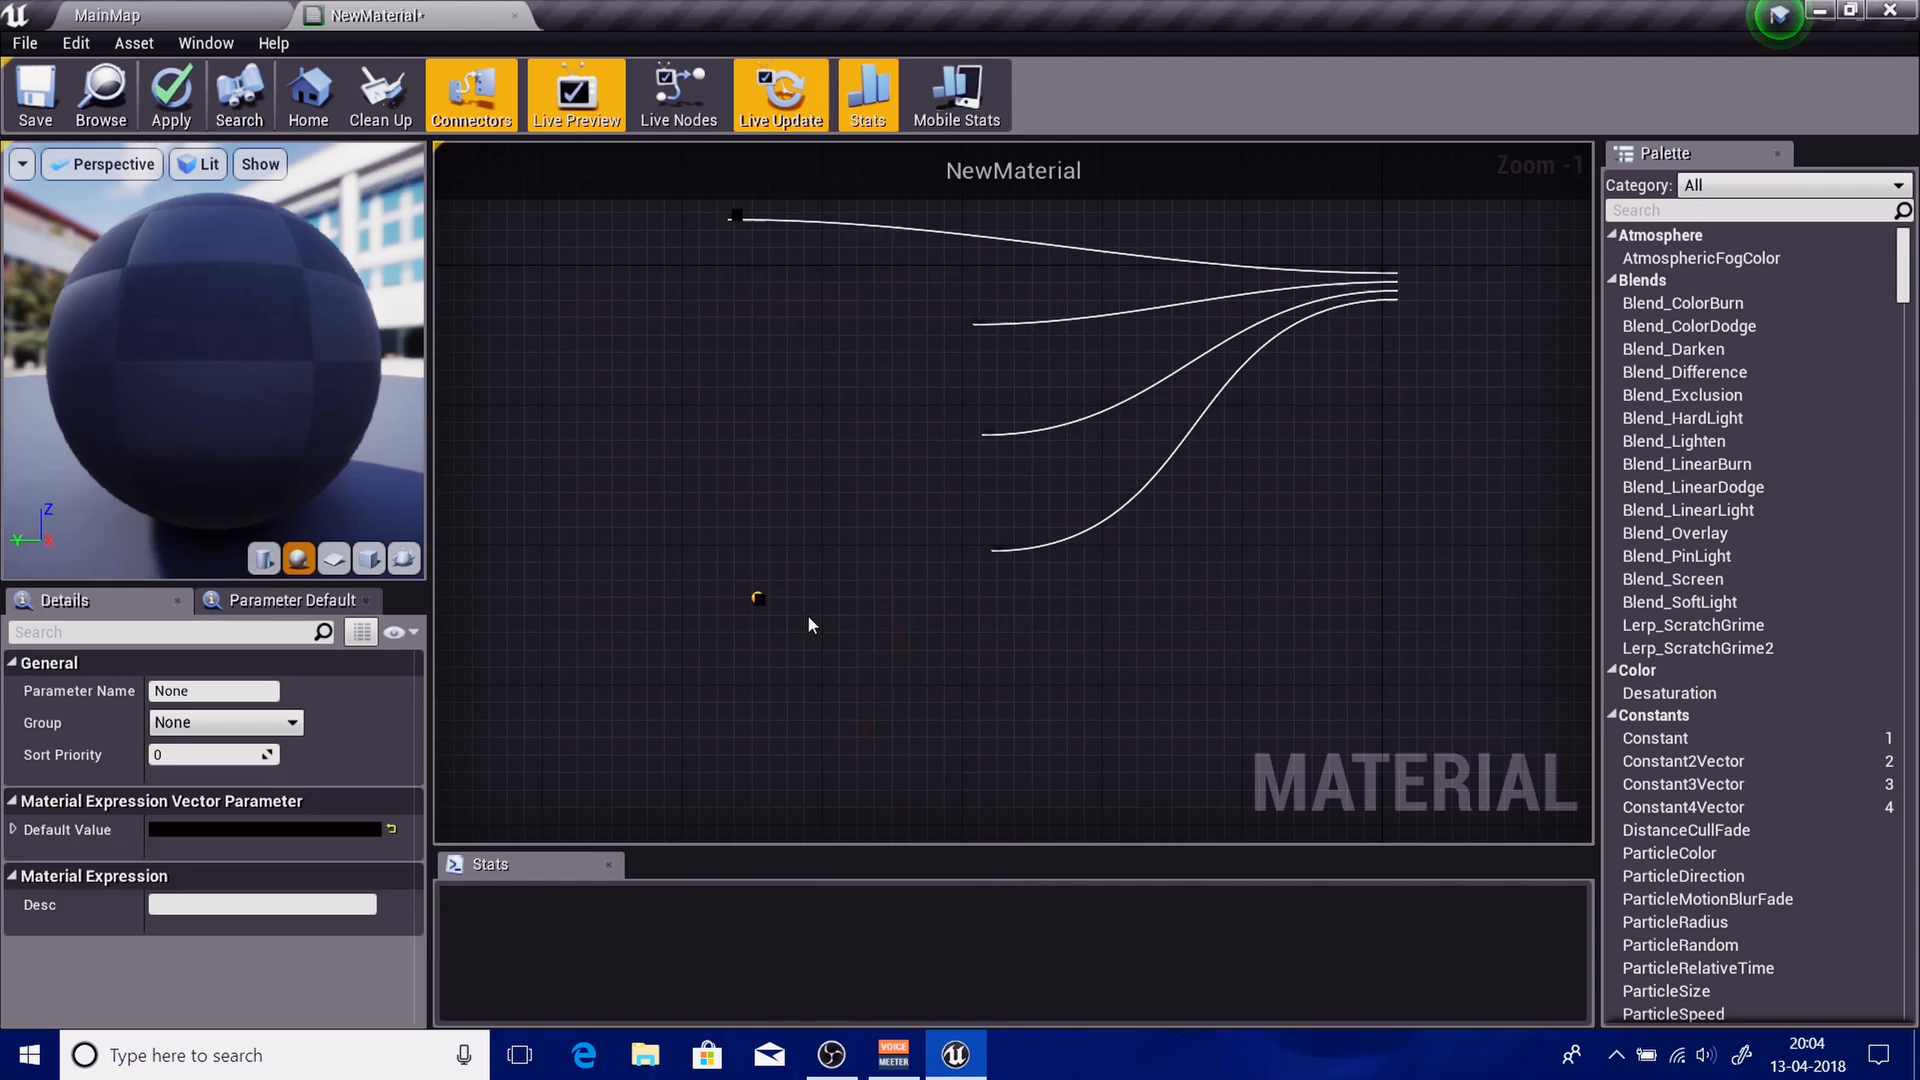 MainMap
NewMaterial*
File Edit Asset Window Help
Save Browse Apply Search Home Clean Up Connectors Live Preview Live Nodes Live Update Stats Mobile Stats
Perspective Lit Show
NewMaterial
Zoom -1
Palette
Category: All
Search
Atmosphere
AtmosphericFogColor
Blends
Blend_ColorBurn
Blend_ColorDodge
Blend_Darken
Blend_Difference
Blend_Exclusion
Blend_HardLight
Blend_Lighten
Blend_LinearBurn
Blend_LinearDodge
Blend_LinearLight
Blend_Overlay
Blend_PinLight
Blend_Screen
Blend_SoftLight
Lerp_ScratchGrime
Lerp_ScratchGrime2
Color
Desaturation
Constants
Constant 1
Constant2Vector 2
Constant3Vector 3
Constant4Vector 4
DistanceCullFade
ParticleColor
ParticleDirection
ParticleMotionBlurFade
ParticleRadius
ParticleRandom
ParticleRelativeTime
ParticleSize
ParticleSpeed
Z
Y X
Details Parameter Default
Search
General
Parameter Name None
Group None
Sort Priority 0
Material Expression Vector Parameter
Default Value
Material Expression
Desc
MATERIAL
Stats
Type here to search
VOICE
MEETER
20:04
13-04-2018